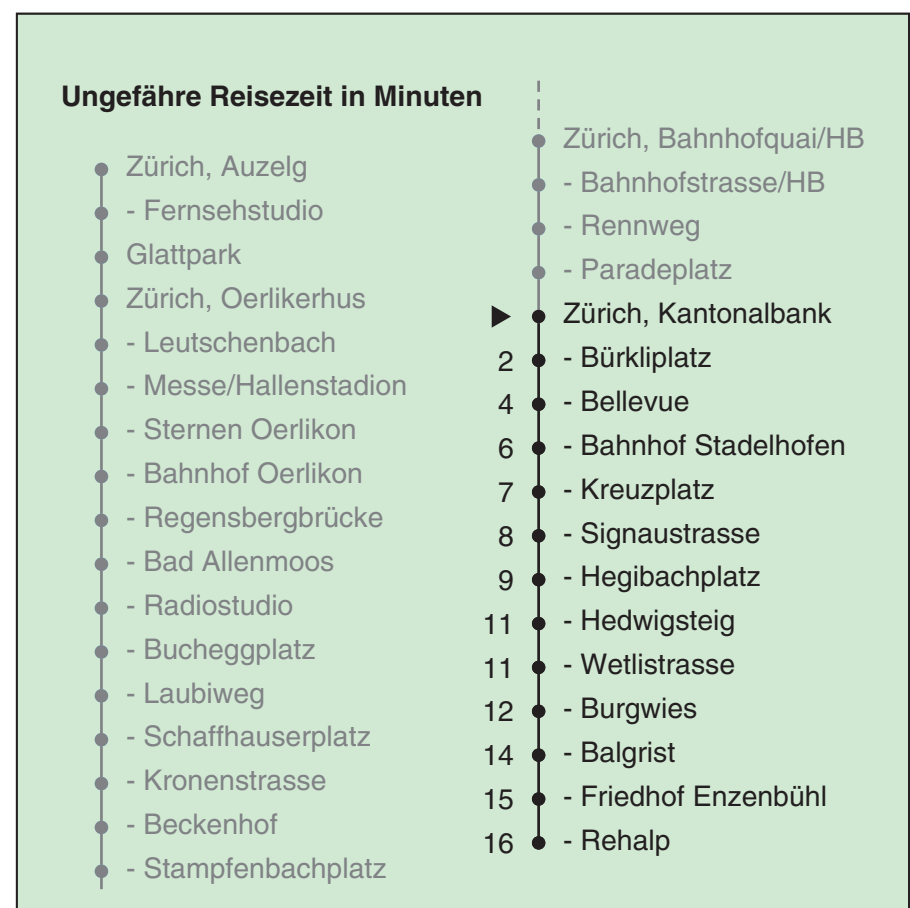 Ungefähre Reisezeit in Minuten
Zürich, Auzelg
- Fernsehstudio
Glattpark
Zürich, Oerlikerhus
- Leutschenbach
- Messe/Hallenstadion
- Sternen Oerlikon
- Bahnhof Oerlikon
- Regensbergbrücke
- Bad Allenmoos
- Radiostudio
- Bucheggplatz
- Laubiweg
- Schaffhauserplatz
- Kronenstrasse
- Beckenhof
- Stampfenbachplatz
Zürich, Bahnhofquai/HB
- Bahnhofstrasse/HB
- Rennweg
- Paradeplatz
Zürich, Kantonalbank
2 - Bürkliplatz
4 - Bellevue
6 - Bahnhof Stadelhofen
7 - Kreuzplatz
8 - Signaustrasse
9 - Hegibachplatz
11 - Hedwigsteig
11 - Wetlistrasse
12 - Burgwies
14 - Balgrist
15 - Friedhof Enzenbühl
16 - Rehalp